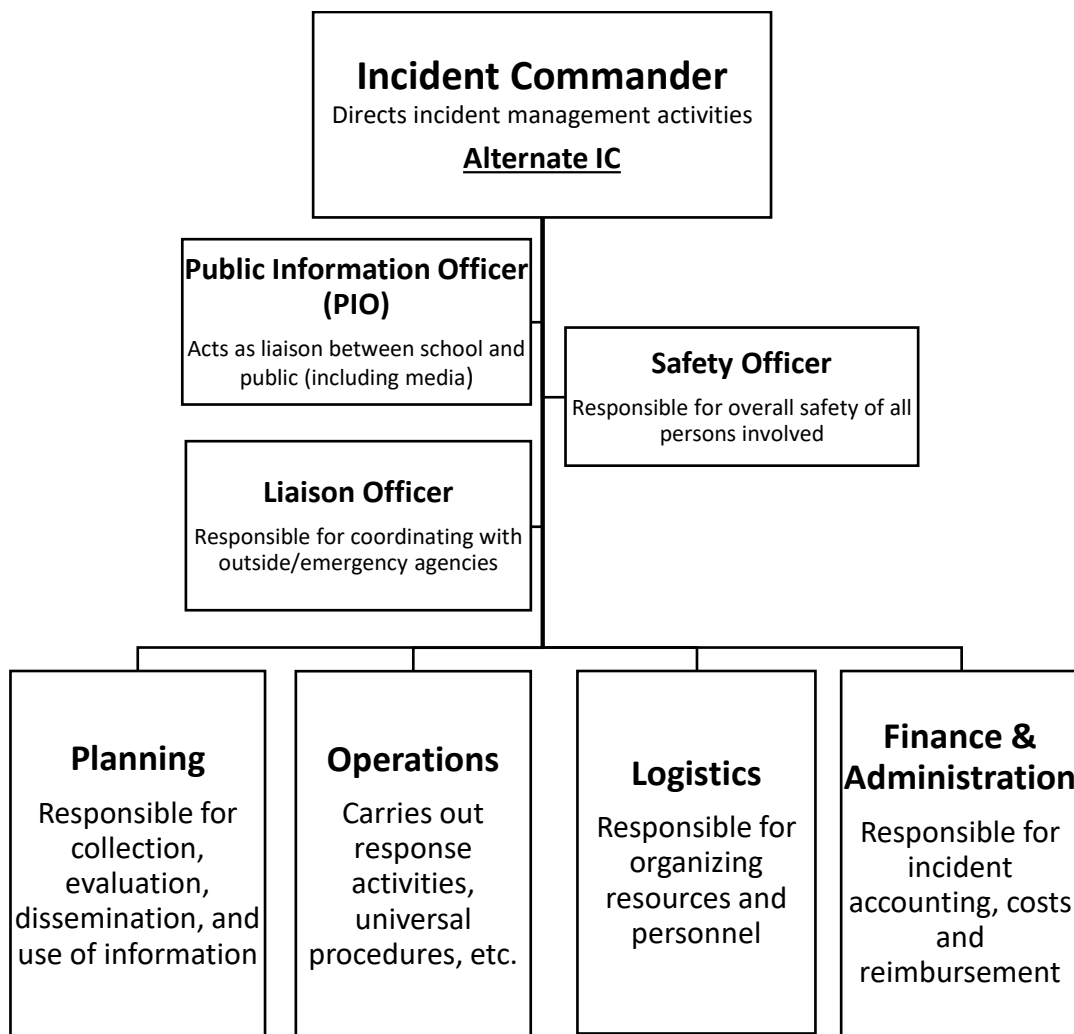 Incident Commander
Directs incident management activities
Alternate IC
Public Information Officer
(PIO)
Acts as liaison between school and
public (including media)
Safety Officer
Responsible for overall safety of all
persons involved
Liaison Officer
Responsible for coordinating with
outside/emergency agencies
Planning
Responsible for
collection,
evaluation,
dissemination, and
use of information
Operations
Carries out
response
activities,
universal
procedures, etc.
Logistics
Responsible for
organizing
resources and
personnel
Finance &
Administration
Responsible for
incident
accounting, costs
and
reimbursement